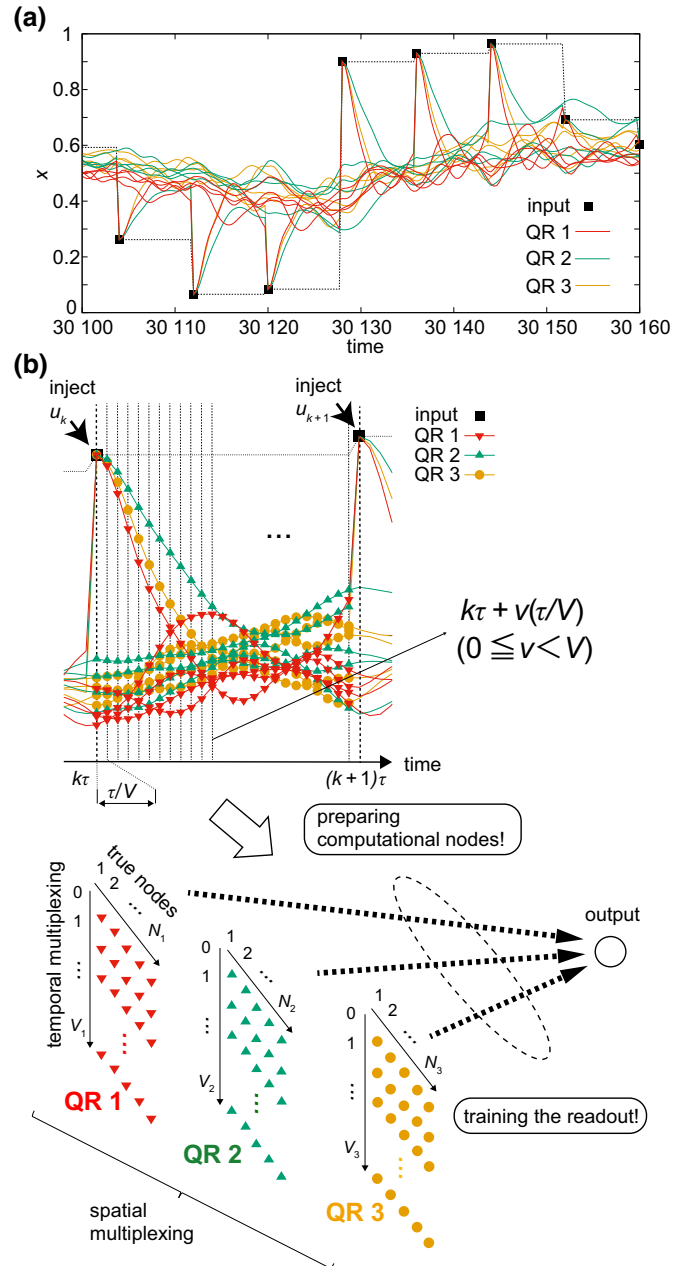 (a)
1
0.8
0.6
0.4
0.2
0
x
input
QR 1
QR 2
QR 3
30 100
30 110
30 120
30 130
30 140
30 150
30 160
time
(b)
inject
u_k
inject
u_{k+1}
input
QR 1
QR 2
QR 3
...
kτ + v(τ/V)
(0 ≦ v < V)
kτ
τ/V
(k+1)τ
time
preparing
computational nodes!
true nodes
temporal multiplexing
0
1
2
...
N_1
1
...
V_1
...
QR 1
0
1
2
...
N_2
1
...
V_2
...
QR 2
0
1
2
...
N_3
1
...
V_3
...
QR 3
output
training the readout!
spatial
multiplexing